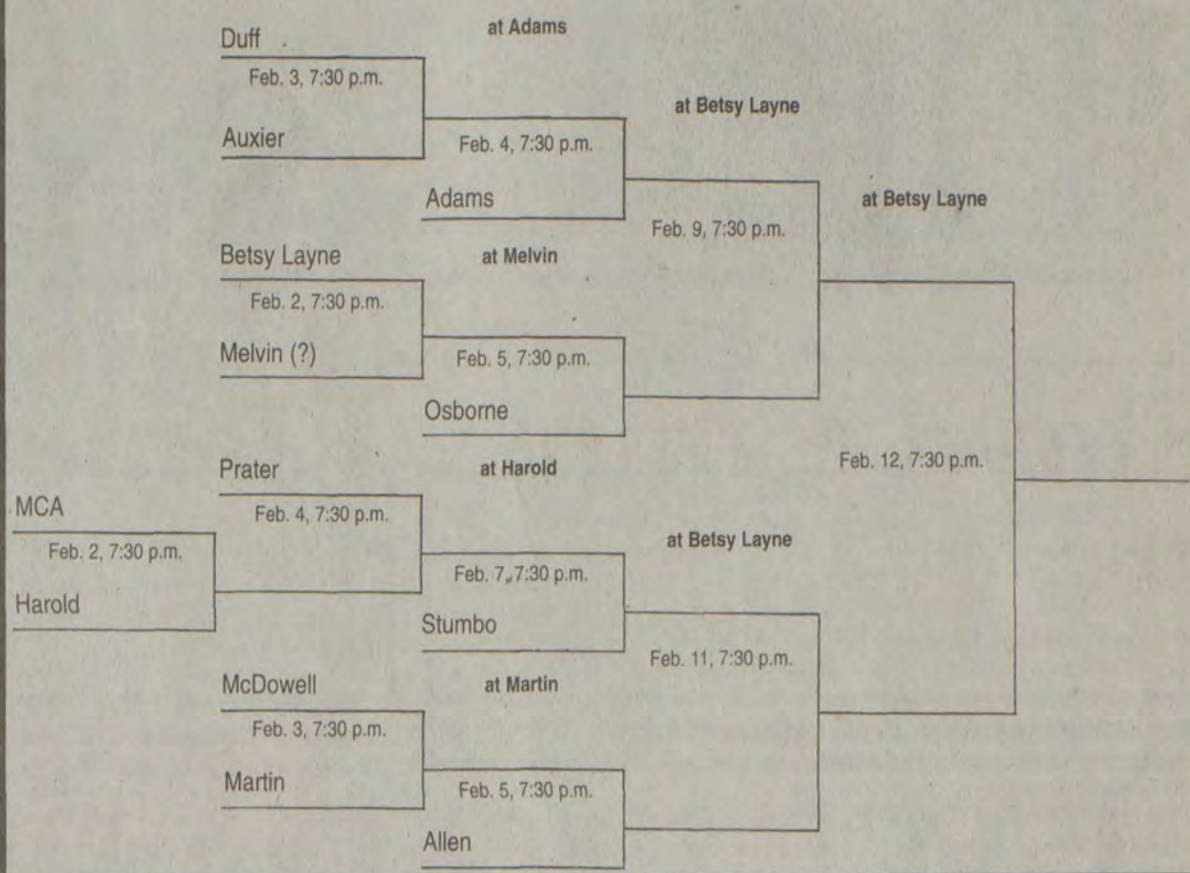 at Adams
Duff
Feb. 3, 7:30 p.m.
Auxier
at Betsy Layne
Feb. 4, 7:30 p.m.
Adams
at Betsy Layne
Feb. 9, 7:30 p.m.
Betsy Layne
at Melvin
Feb. 2, 7:30 p.m.
Melvin (?)
Feb. 5, 7:30 p.m.
Osborne
Feb. 12, 7:30 p.m.
Prater
at Harold
MCA
Feb. 4, 7:30 p.m.
Feb. 2, 7:30 p.m.
at Betsy Layne
Feb. 7, 7:30 p.m.
Harold
Stumbo
Feb. 11, 7:30 p.m.
McDowell
at Martin
Feb. 3, 7:30 p.m.
Martin
Feb. 5, 7:30 p.m.
Allen